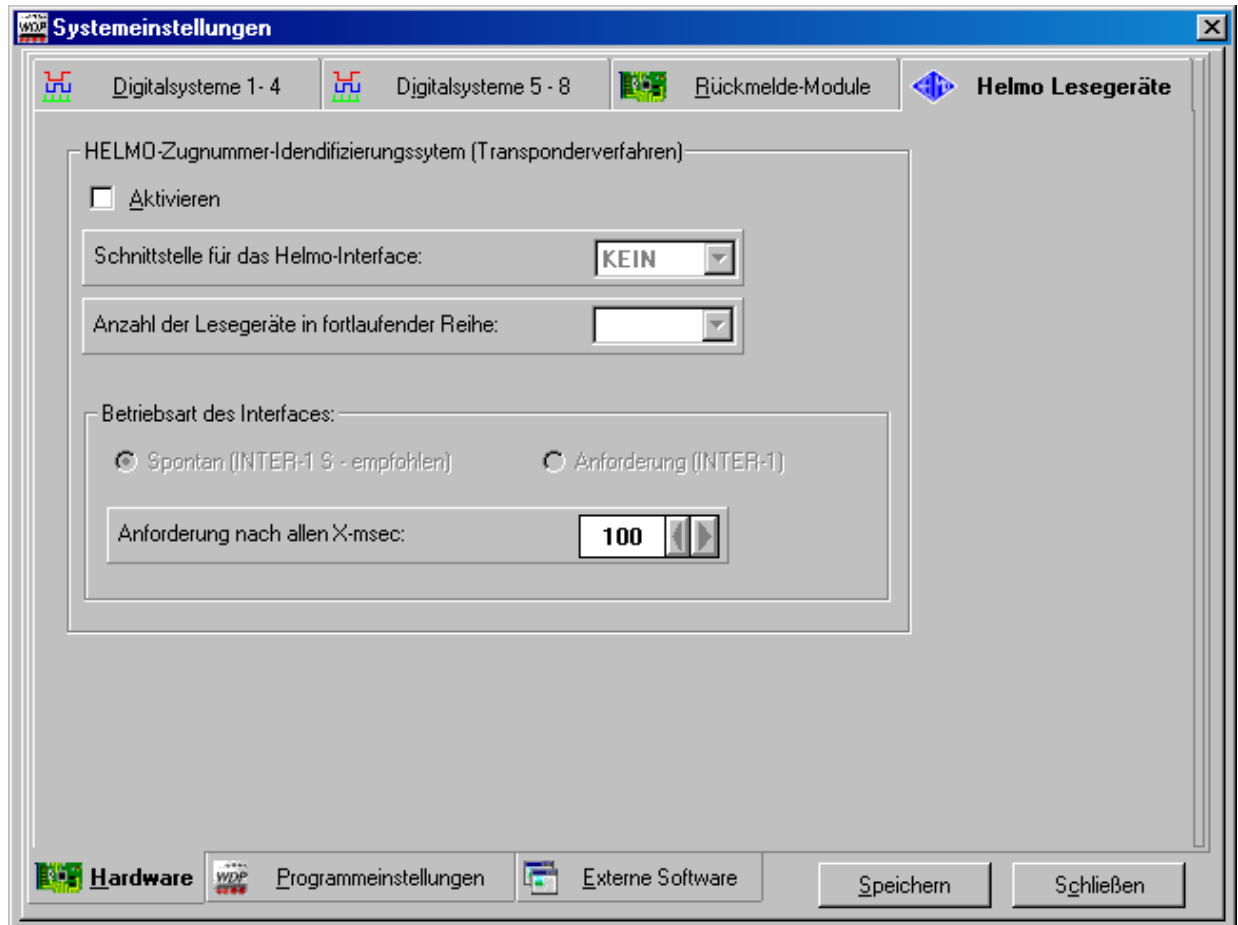 WDP Systemeinstellungen
Digitalsysteme 1- 4 Digitalsysteme 5 - 8 Rückmelde-Module Helmo Lesegeräte
HELMO-Zugnummer-Idendifizierungssytem (Transponderverfahren)
Aktivieren
Schnittstelle für das Helmo-Interface: KEIN
Anzahl der Lesegeräte in fortlaufender Reihe:
Betriebsart des Interfaces:
Spontan (INTER-1 S - empfohlen) Anforderung (INTER-1)
Anforderung nach allen X-msec: 100
Hardware WDP Programmeinstellungen Externe Software Speichern Schließen